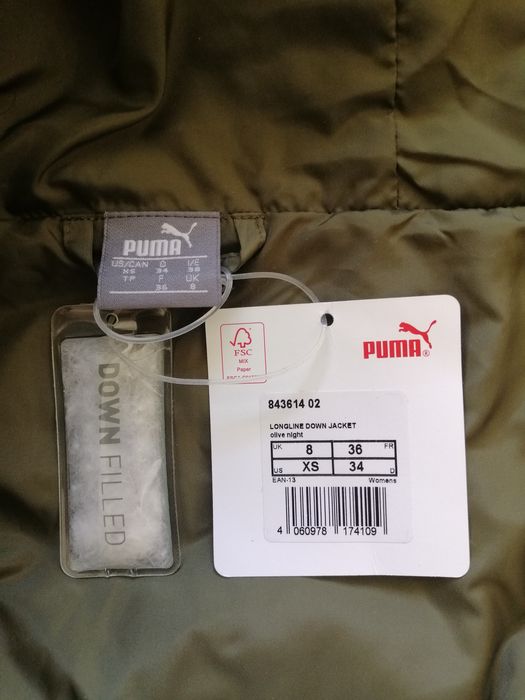 PUMA
US/CAN D I/E
XS 34 38
TP F UK
36 8
DOWN FILLED
FSC
MIX
Paper
PUMA®
843614 02
LONGLINE DOWN JACKET
olive night
UK 8 36 FR
US XS 34 D
EAN-13 Womens
4 060978 174109